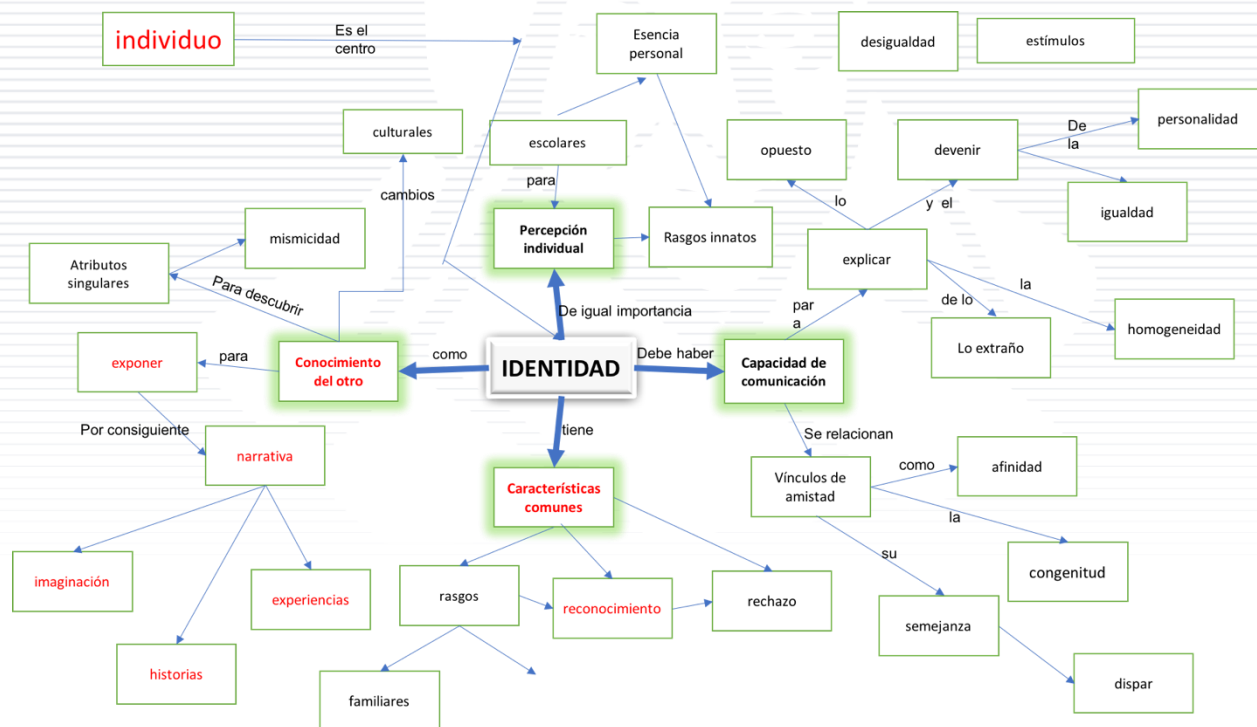 individuo
Es el
centro
Esencia
personal
desigualdad
estímulos
culturales
escolares
opuesto
devenir
De
la
personalidad
cambios
para
lo
y el
igualdad
mismicidad
Percepción
individual
Rasgos innatos
explicar
Atributos
singulares
Para descubrir
De igual importancia
par
a
de lo
la
homogeneidad
Lo extraño
exponer
para
Conocimiento
del otro
como
IDENTIDAD
Debe haber
Capacidad de
comunicación
Por consiguiente
tiene
Se relacionan
narrativa
Características
comunes
Vínculos de
amistad
como
afinidad
la
su
congenitud
imaginación
experiencias
rasgos
reconocimiento
rechazo
semejanza
historias
familiares
dispar